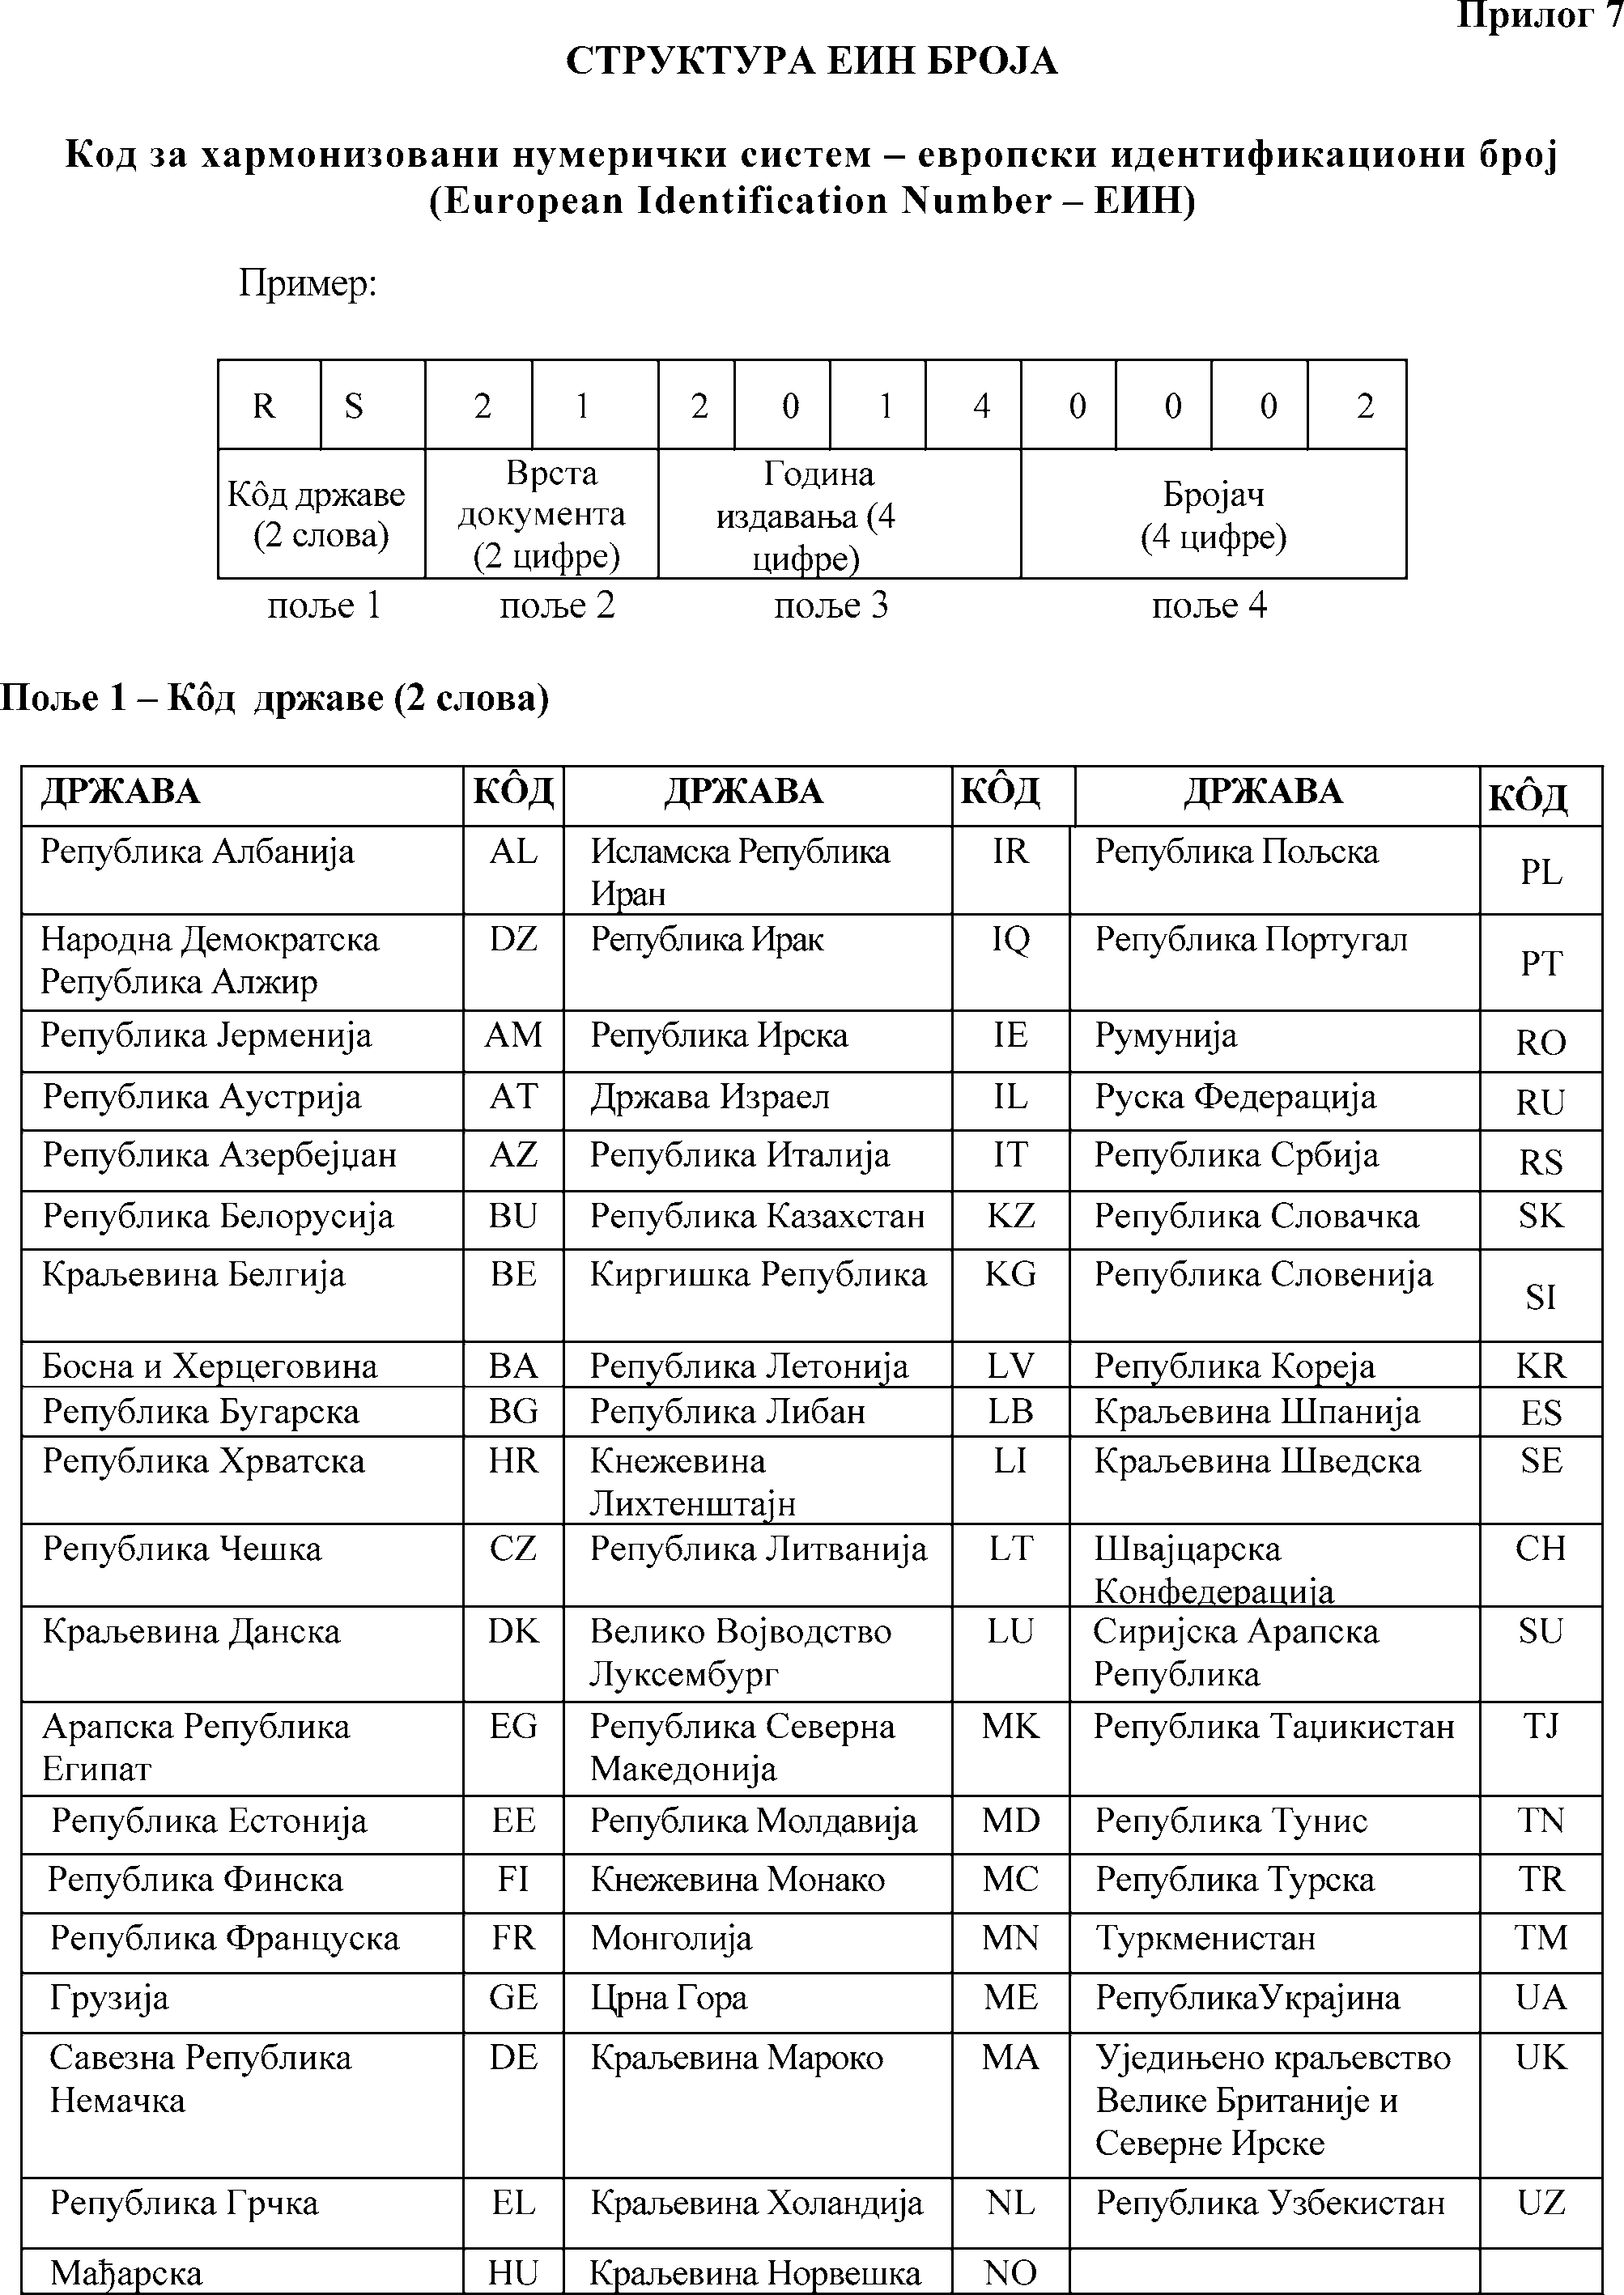 Прилог 7
СТРУКТУРА ЕИН БРОЈА
Код за хармонизовани нумерички систем – европски идентификациони број
(European Identification Number – ЕИН)
Пример:
R S 2 1 2 0 1 4 0 0 0 2
Кôд државе (2 слова) Врста документа (2 цифре) Година издавања (4 цифре) Бројач (4 цифре)
поље 1 поље 2 поље 3 поље 4
Поље 1 – Кôд државе (2 слова)
ДРЖАВА КÔД ДРЖАВА КÔД ДРЖАВА КÔД
Република Албанија AL Исламска Република Иран IR Република Пољска PL
Народна Демократска Република Алжир DZ Република Ирак IQ Република Португал PT
Република Јерменија AM Република Ирска IE Румунија RO
Република Аустрија AT Држава Израел IL Руска Федерација RU
Република Азербејџан AZ Република Италија IT Република Србија RS
Република Белорусија BU Република Казахстан KZ Република Словачка SK
Краљевина Белгија BE Киргишка Република KG Република Словенија SI
Босна и Херцеговина BA Република Летонија LV Република Кореја KR
Република Бугарска BG Република Либан LB Краљевина Шпанија ES
Република Хрватска HR Кнежевина Лихтенштајн LI Краљевина Шведска SE
Република Чешка CZ Република Литванија LT Швајцарска Конфедерација CH
Краљевина Данска DK Велико Војводство Луксембург LU Сиријска Арапска Република SU
Арапска Република Египат EG Република Северна Македонија MK Република Таџикистан TJ
Република Естонија EE Република Молдавија MD Република Тунис TN
Република Финска FI Кнежевина Монако MC Република Турска TR
Република Француска FR Монголија MN Туркменистан TM
Грузија GE Црна Гора ME РепубликаУкрајина UA
Савезна Република Немачка DE Краљевина Мароко MA Уједињено краљевство Велике Британије и Северне Ирске UK
Република Грчка EL Краљевина Холандија NL Република Узбекистан UZ
Мађарска HU Краљевина Норвешка NO